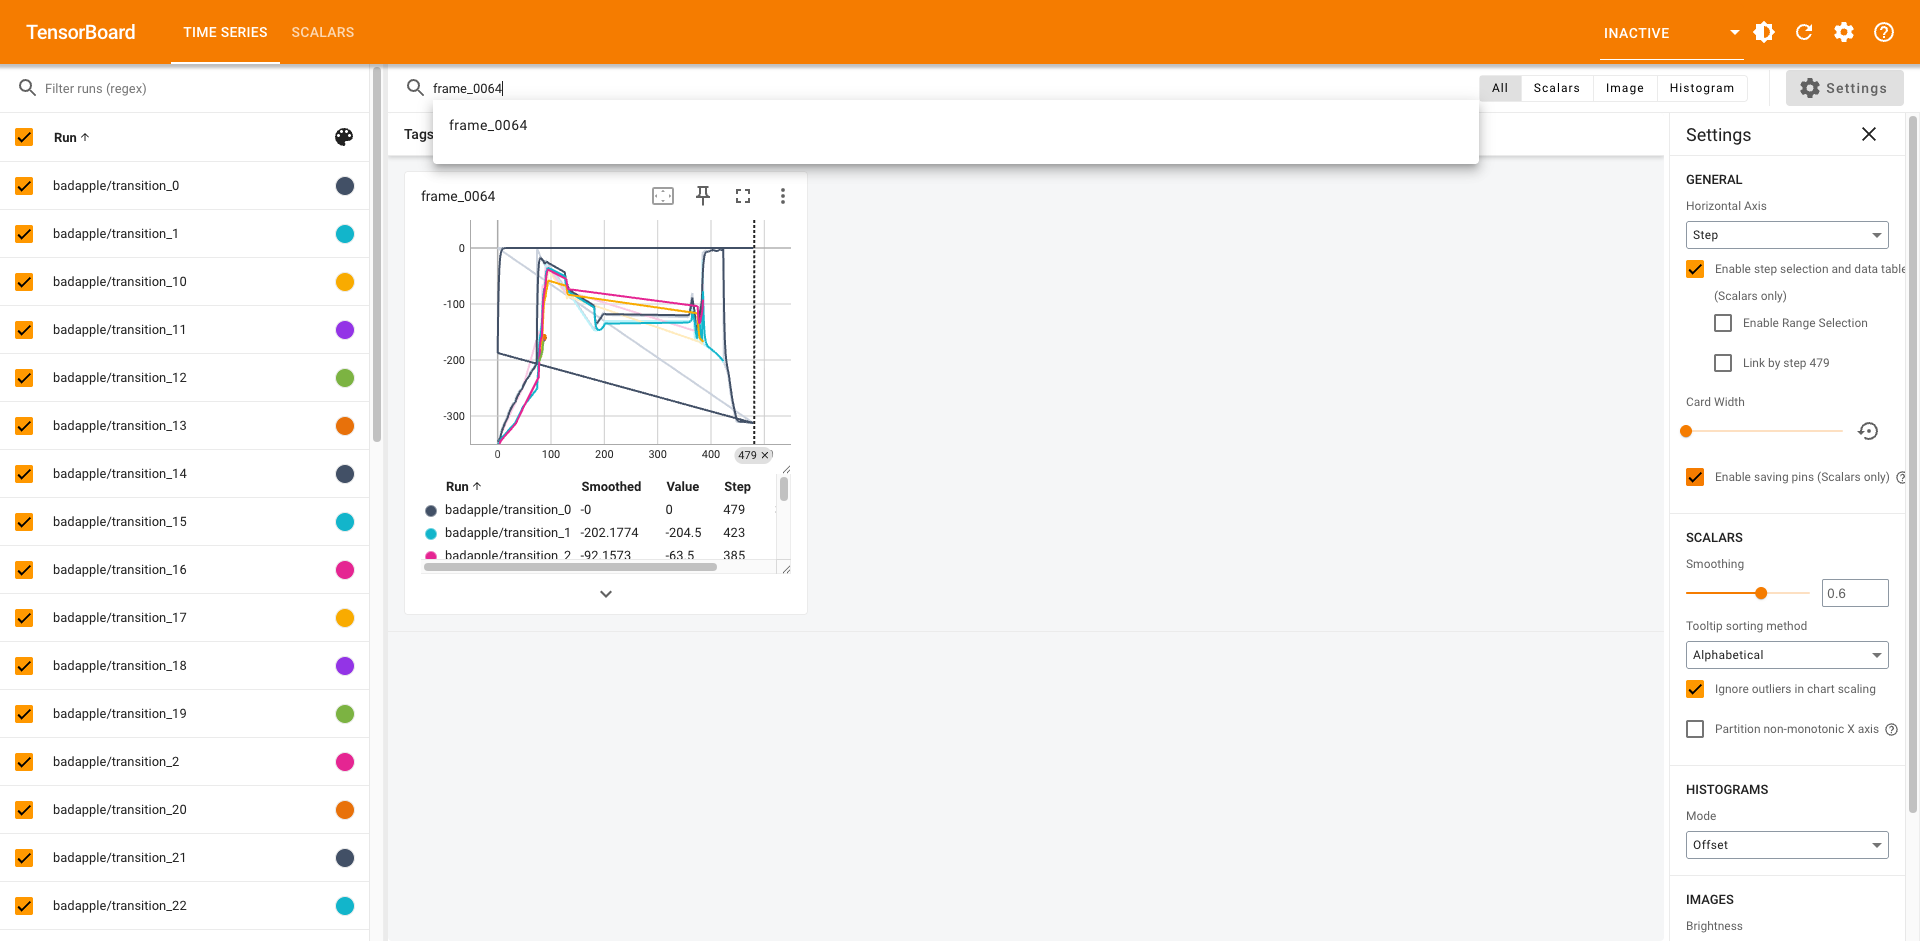 TensorBoard
TIME SERIES
SCALARS
INACTIVE
Filter runs (regex)
Run
badapple/transition_0
badapple/transition_1
badapple/transition_10
badapple/transition_11
badapple/transition_12
badapple/transition_13
badapple/transition_14
badapple/transition_15
badapple/transition_16
badapple/transition_17
badapple/transition_18
badapple/transition_19
badapple/transition_2
badapple/transition_20
badapple/transition_21
badapple/transition_22
frame_0064
All Scalars Image Histogram
Settings
frame_0064
Tags
frame_0064
0
-100
-200
-300
0 100 200 300 400 479
Run Smoothed Value Step
badapple/transition_0 -0 0 479
badapple/transition_1 -202.1774 -204.5 423
badapple/transition_2 -92.1573 -63.5 385
Settings
GENERAL
Horizontal Axis
Step
Enable step selection and data table
(Scalars only)
Enable Range Selection
Link by step 479
Card Width
Enable saving pins (Scalars only)
SCALARS
Smoothing
0.6
Tooltip sorting method
Alphabetical
Ignore outliers in chart scaling
Partition non-monotonic X axis
HISTOGRAMS
Mode
Offset
IMAGES
Brightness